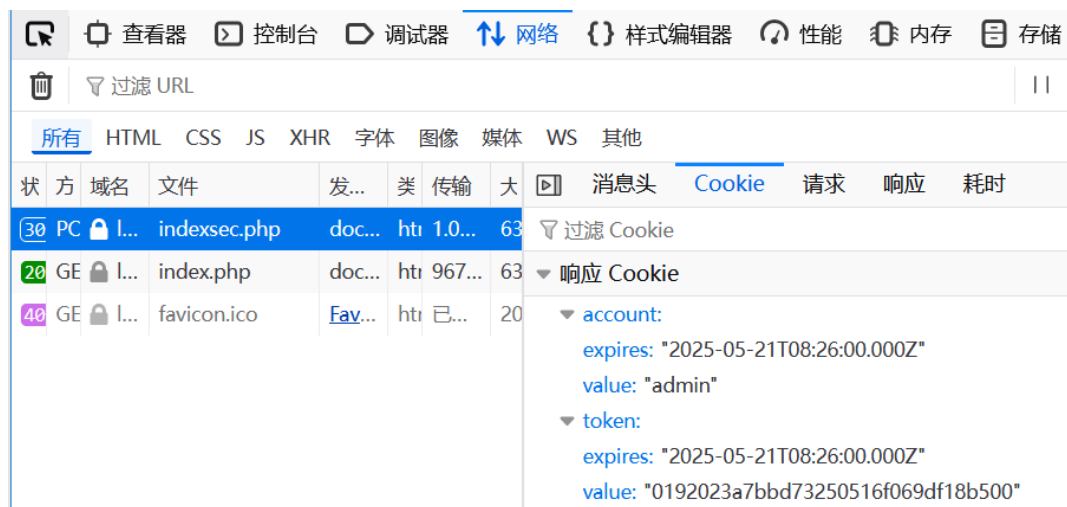 查看器 控制台 调试器 网络 {} 样式编辑器 性能 内存 存储
过滤 URL
所有 HTML CSS JS XHR 字体 图像 媒体 WS 其他
状 方 域名 文件 发... 类 传输 大 消息头 Cookie 请求 响应 耗时
30 PC l... indexsec.php doc... htı 1.0... 63 过滤 Cookie
20 GE l... index.php doc... htı 967... 63 响应 Cookie
40 GE l... favicon.ico Fav... htı 已... 20 account:
expires: "2025-05-21T08:26:00.000Z"
value: "admin"
token:
expires: "2025-05-21T08:26:00.000Z"
value: "0192023a7bbd73250516f069df18b500"